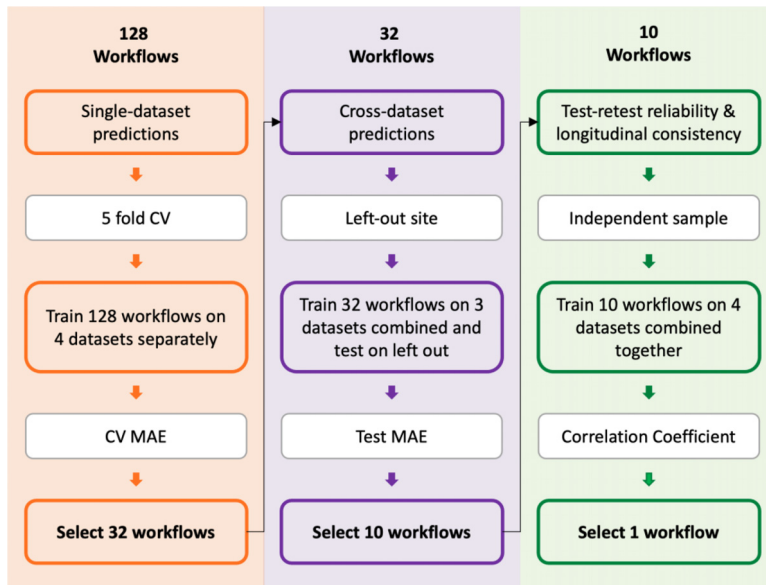 128
Workflows
Single-dataset
predictions
5 fold CV
Train 128 workflows on
4 datasets separately
CV MAE
Select 32 workflows
32
Workflows
Cross-dataset
predictions
Left-out site
Train 32 workflows on 3
datasets combined and
test on left out
Test MAE
Select 10 workflows
10
Workflows
Test-retest reliability &
longitudinal consistency
Independent sample
Train 10 workflows on 4
datasets combined
together
Correlation Coefficient
Select 1 workflow